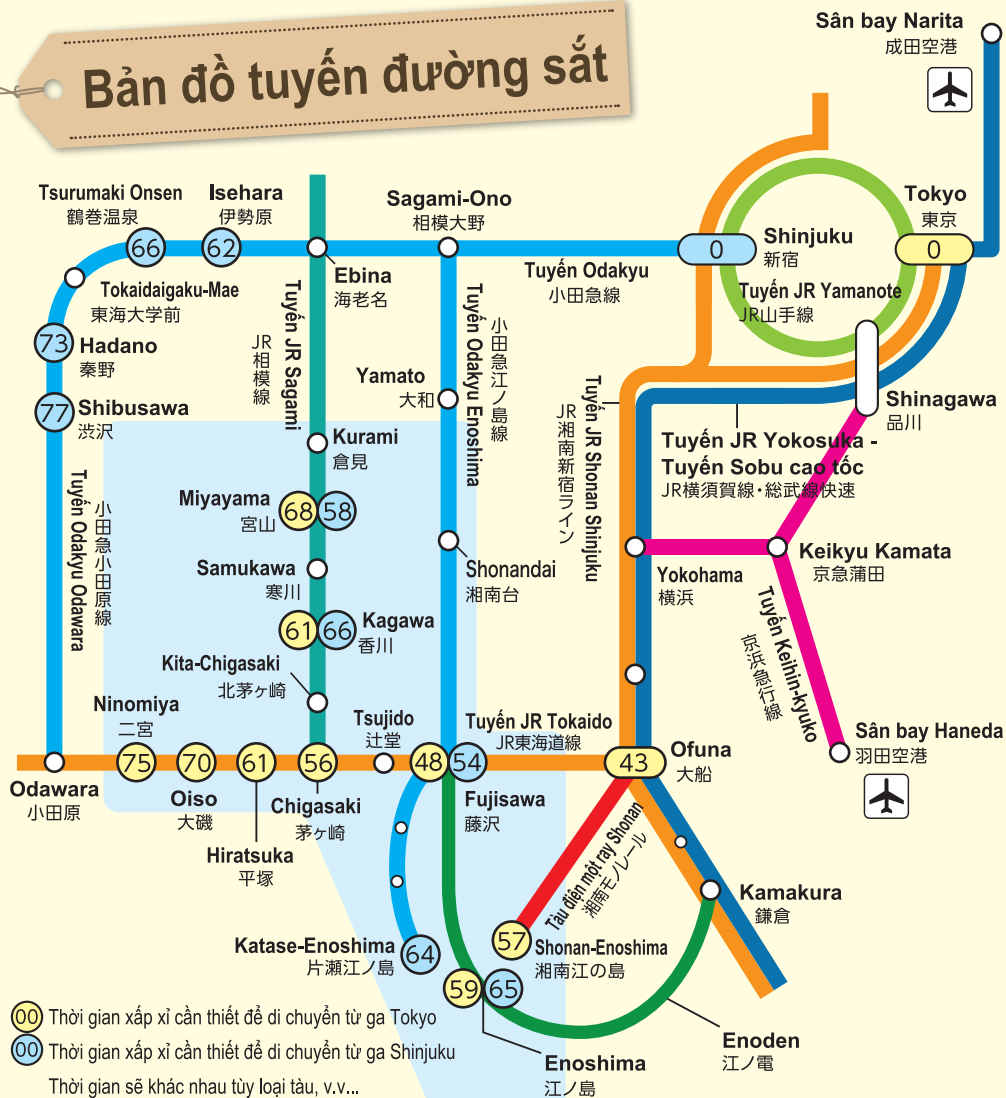 Bản đồ tuyến đường sắt
Sân bay Narita
成田空港
Tsurumaki Onsen
鶴巻温泉
66
Isehara
伊勢原
62
Sagami-Ono
相模大野
Tokyo
東京
0
Shinjuku
新宿
0
Ebina
海老名
Tuyến Odakyu
小田急線
Tuyến JR Yamanote
JR山手線
Tokaidaigaku-Mae
東海大学前
73
Hadano
秦野
77
Shibusawa
渋沢
Tuyến JR Sagami
JR相模線
Yamato
大和
Tuyến Odakyu Enoshima
小田急江ノ島線
Shinagawa
品川
Tuyến JR Shonan Shinjuku
JR湘南新宿ライン
Tuyến JR Yokosuka -
Tuyến Sobu cao tốc
JR横須賀線・総武線快速
Kurami
倉見
Miyayama
宮山
68
58
Tuyến Odakyu Odawara
小田急小田原線
Samukawa
寒川
Shonandai
湘南台
Yokohama
横浜
Keikyu Kamata
京急蒲田
61
66
Kagawa
香川
Tuyến Keihin-kyuko
京浜急行線
Kita-Chigasaki
北茅ヶ崎
Ninomiya
二宮
Tsujido
辻堂
Tuyến JR Tokaido
JR東海道線
Sân bay Haneda
羽田空港
75
70
61
56
48
54
43
Ofuna
大船
Odawara
小田原
Oiso
大磯
Hiratsuka
平塚
Chigasaki
茅ヶ崎
Fujisawa
藤沢
Tàu điện một ray Shonan
湘南モノレール
Kamakura
鎌倉
Katase-Enoshima
片瀬江ノ島
64
57
Shonan-Enoshima
湘南江の島
59
65
Enoshima
江ノ島
Enoden
江ノ電
00 Thời gian xấp xỉ cần thiết để di chuyển từ ga Tokyo
00 Thời gian xấp xỉ cần thiết để di chuyển từ ga Shinjuku
Thời gian sẽ khác nhau tùy loại tàu, v.v...